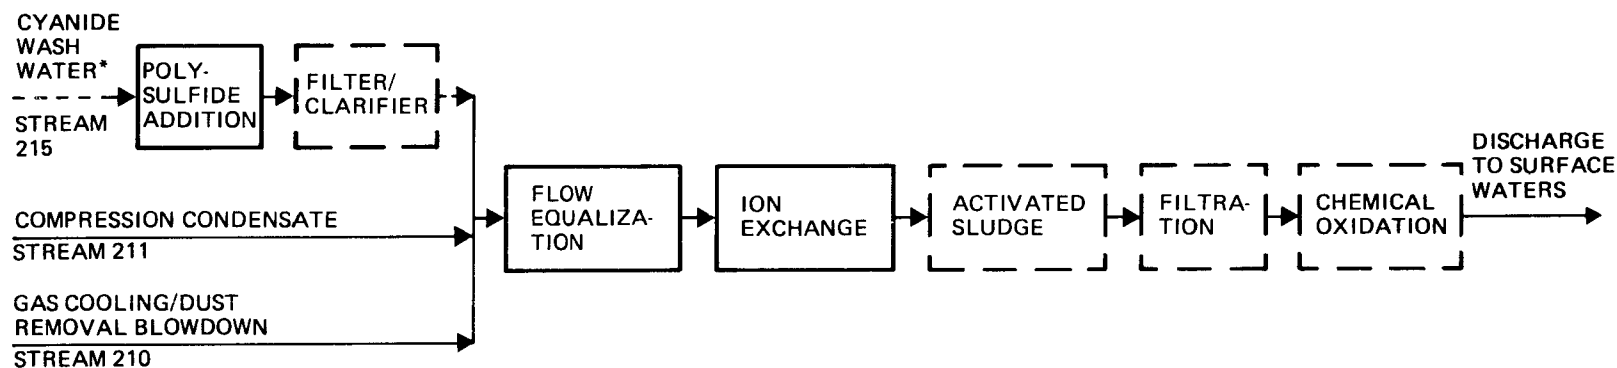 CYANIDE
WASH
WATER*
STREAM
215
POLY-
SULFIDE
ADDITION
FILTER/
CLARIFIER
COMPRESSION CONDENSATE
STREAM 211
GAS COOLING/DUST
REMOVAL BLOWDOWN
STREAM 210
FLOW
EQUALIZA-
TION
ION
EXCHANGE
ACTIVATED
SLUDGE
FILTRA-
TION
CHEMICAL
OXIDATION
DISCHARGE
TO SURFACE
WATERS